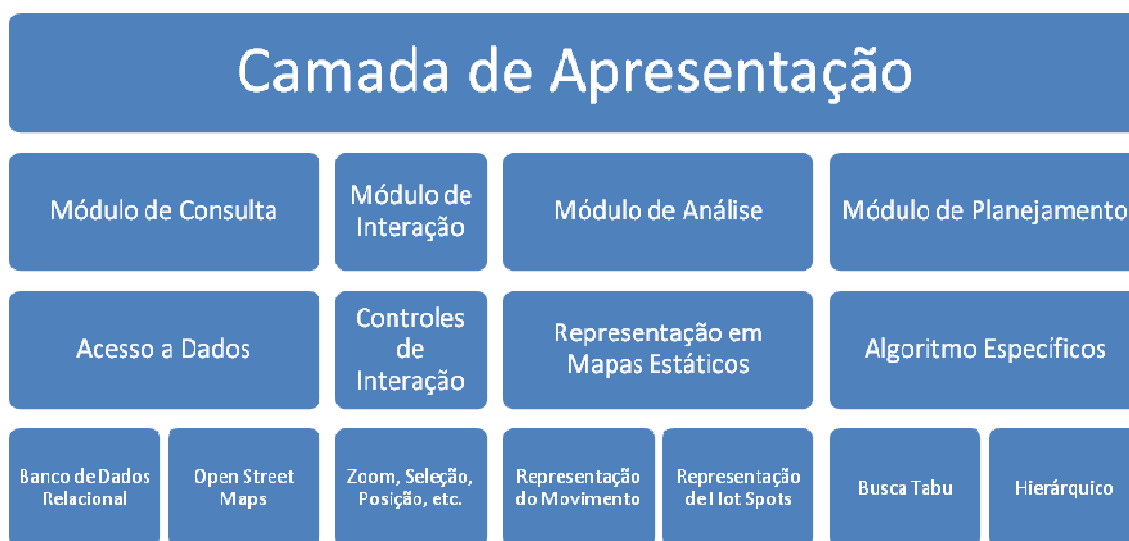 Camada de Apresentação
Módulo de Consulta
Módulo de
Interação
Módulo de Análise
Módulo de Planejamento
Acesso a Dados
Controles
de
Interação
Representação em
Mapas Estáticos
Algoritmo Específicos
Banco de Dados
Relacional
Open Street
Maps
Zoom, Seleção,
Posição, etc.
Representação
do Movimento
Representação
de Hot Spots
Busca Tabu
Hierárquico